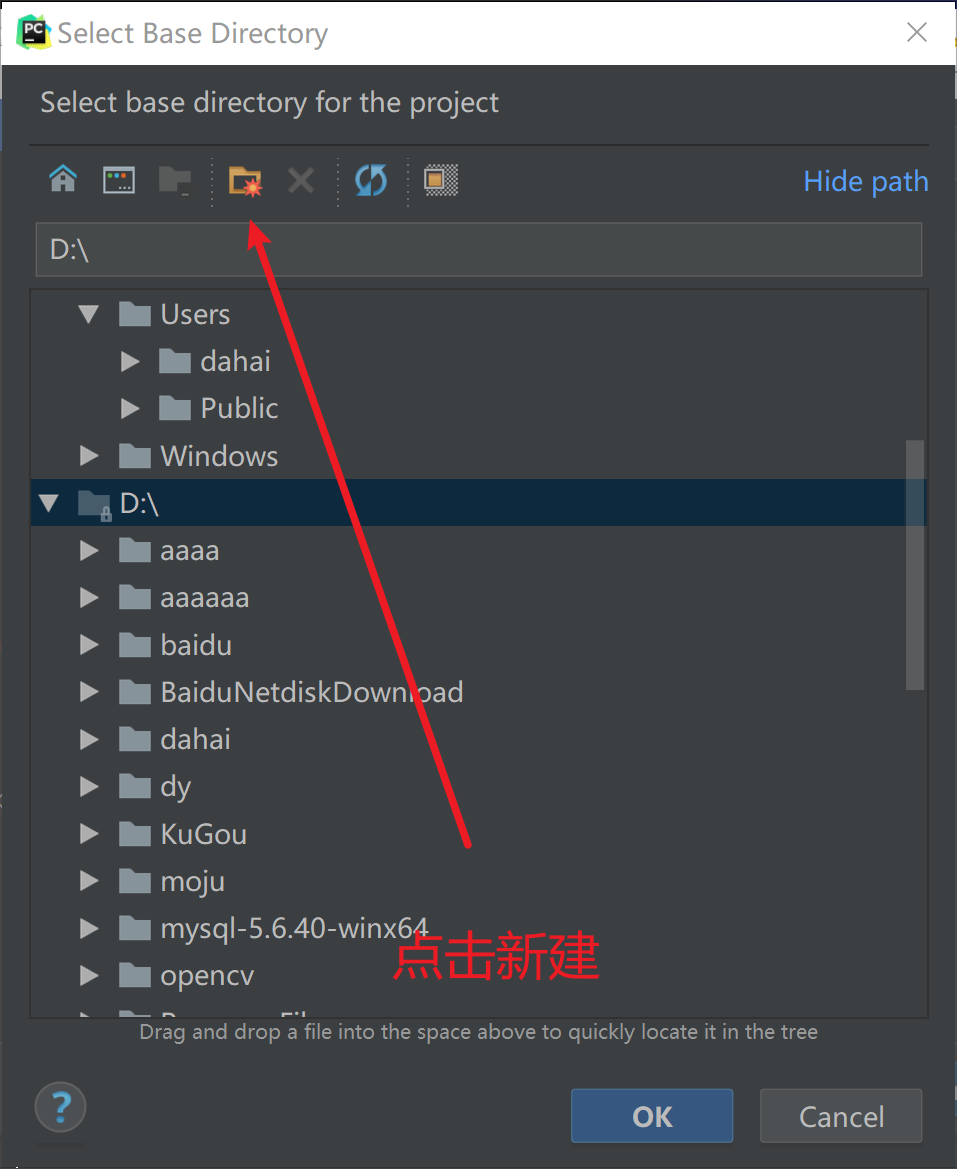 PC
Select Base Directory
Select base directory for the project
Hide path
D:\
Users
dahai
Public
Windows
D:\
aaaa
aaaaaa
baidu
BaiduNetdiskDownload
dahai
dy
KuGou
moju
mysql-5.6.40-winx64
点击新建
opencv
Drag and drop a file into the space above to quickly locate it in the tree
?
OK
Cancel